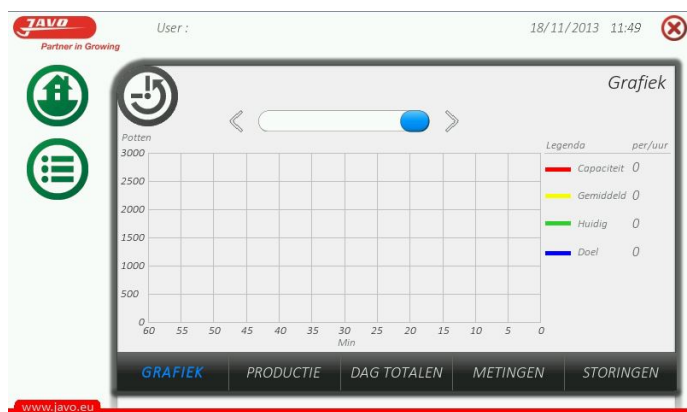 JAVO
User :
18/11/2013 11:49
Partner in Growing
Grafiek
Potten
3000
2500
2000
1500
1000
500
0
60 55 50 45 40 35 30 25 20 15 10 5 0
Min
Legenda per/uur
Capaciteit 0
Gemiddeld 0
Huidig 0
Doel 0
GRAFIEK PRODUCTIE DAG TOTALEN METINGEN STORINGEN
www.javo.eu